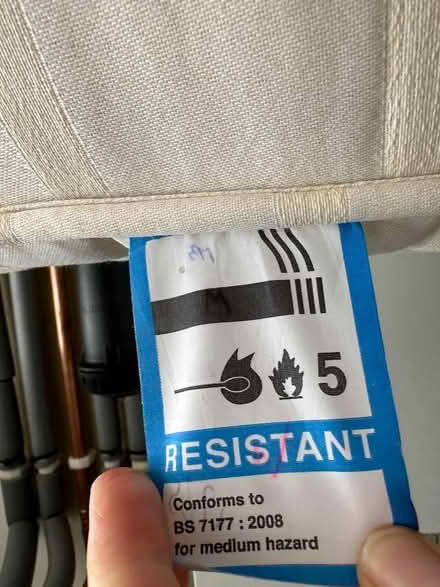 5
RESISTANT
Conforms to
BS 7177 : 2008
for medium hazard